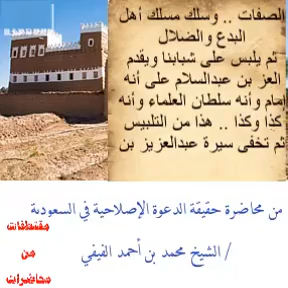 الصفات .. وسلك مسلك أهل
البدع والضلال
ثم يلبس على شبابنا ويقدم
العز بن عبدالسلام على أنه
إمام وأنه سلطان العلماء وأنه
كذا وكذا .. هذا من التلبيس
ثم تخفى سيرة عبدالعزيز بن
من محاضرة حقيقة الدعوة الإصلاحية في السعودية
/ الشيخ محمد بن أحمد الفيفي
مقتطفات
من
محاضرات